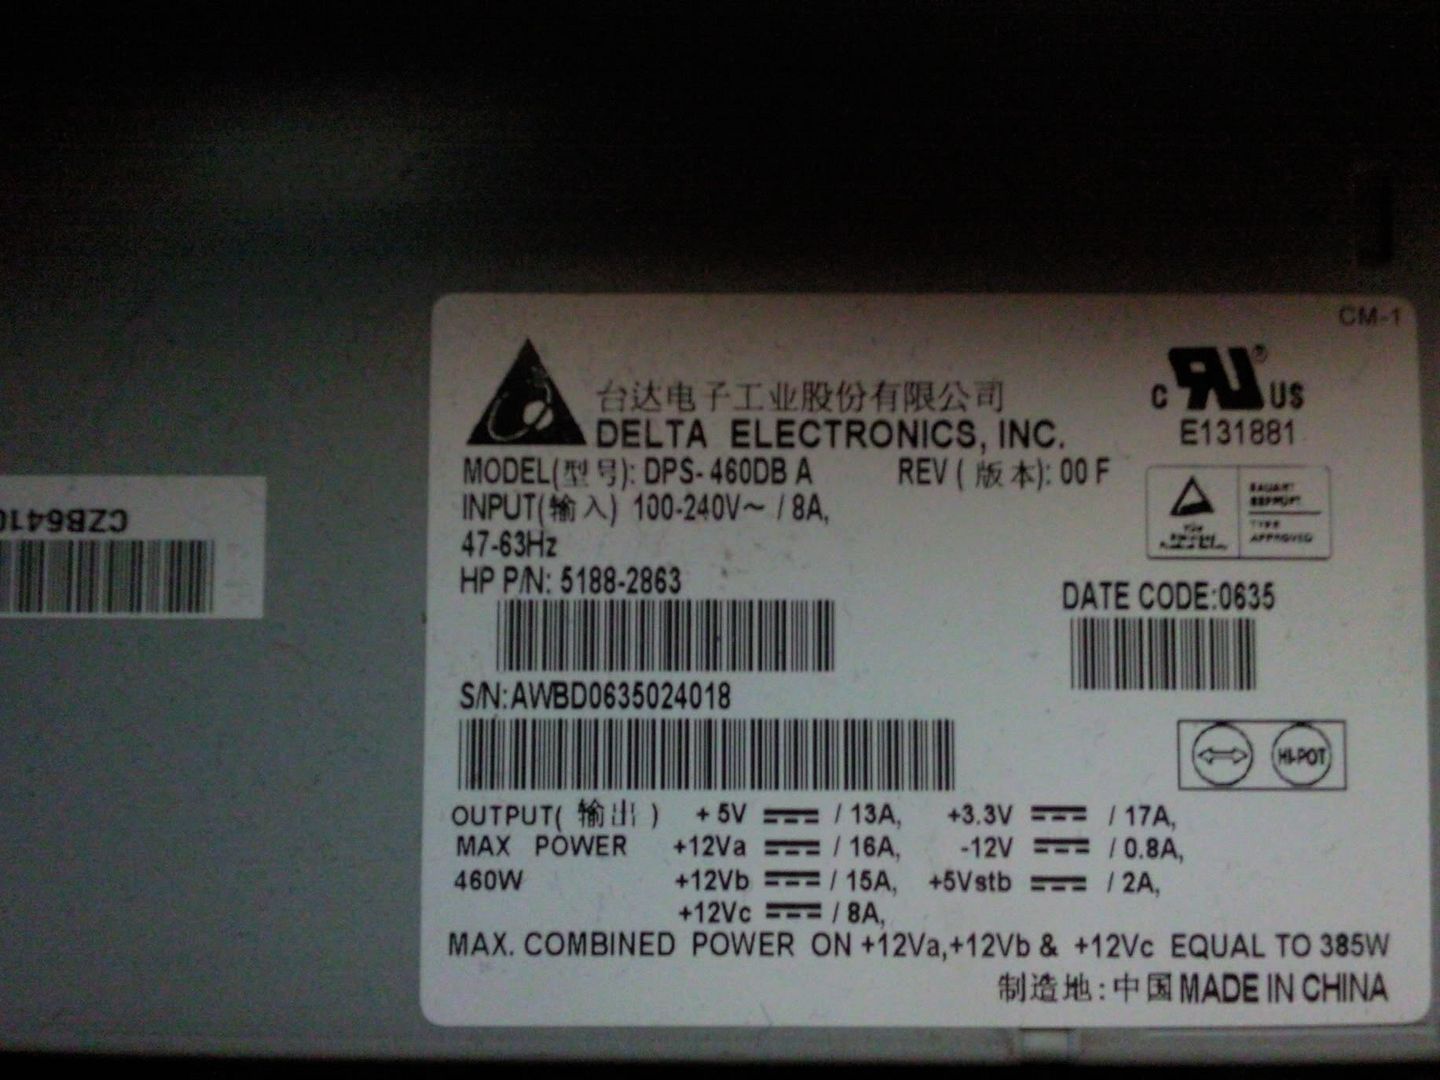 CM-1
台达电子工业股份有限公司
DELTA ELECTRONICS, INC.
C US
E131881
MODEL(型号): DPS-460DB A REV (版本): 00 F
INPUT(输入) 100-240V~ / 8A,
47-63Hz
BAUART
GEPRÜFT
TYPE
APPROVED
HP P/N: 5188-2863
DATE CODE:0635
S/N:AWBD0635024018
HI-POT
OUTPUT( 输出 ) +5V ⎓ / 13A, +3.3V ⎓ / 17A,
MAX POWER +12Va ⎓ / 16A, -12V ⎓ / 0.8A,
460W +12Vb ⎓ / 15A, +5Vstb ⎓ / 2A,
+12Vc ⎓ / 8A,
MAX. COMBINED POWER ON +12Va,+12Vb & +12Vc EQUAL TO 385W
制造地:中国 MADE IN CHINA